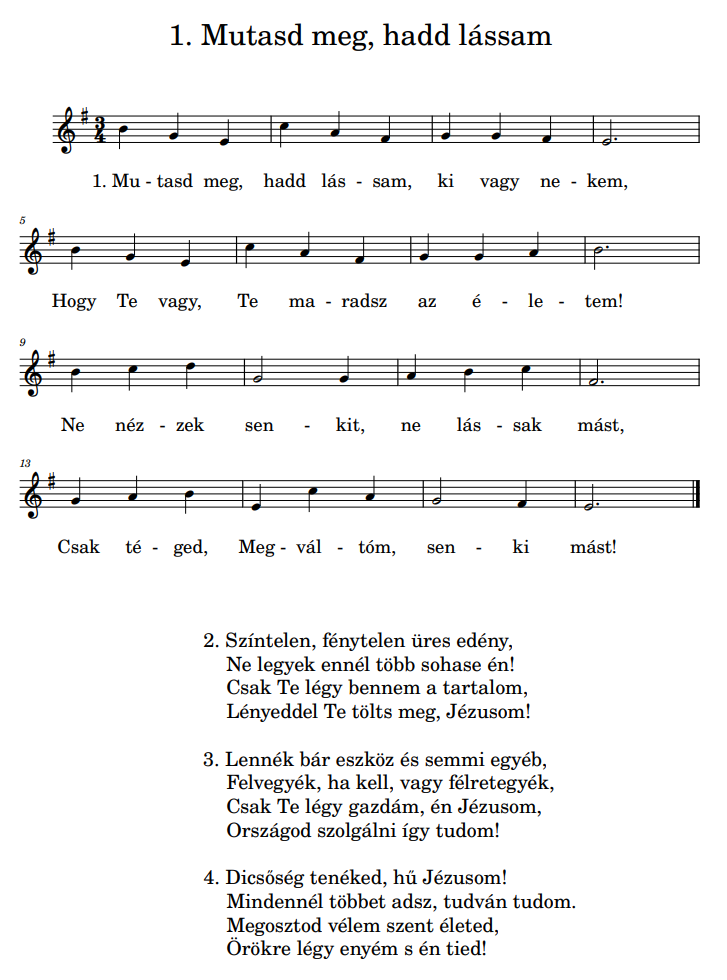 1. Mutasd meg, hadd lássam
3
4
1. Mu - tasd meg, hadd lás - sam, ki vagy ne - kem,
5
Hogy Te vagy, Te ma - radsz az é - le - tem!
9
Ne néz - zek sen - kit, ne lás - sak mást,
13
Csak té - ged, Meg - vál - tóm, sen - ki mást!
2. Színtelen, fénytelen üres edény,
Ne legyek ennél több sohase én!
Csak Te légy bennem a tartalom,
Lényeddel Te tölts meg, Jézusom!
3. Lennék bár eszköz és semmi egyéb,
Felvegyék, ha kell, vagy félretegyék,
Csak Te légy gazdám, én Jézusom,
Országod szolgálni így tudom!
4. Dicsőség tenéked, hű Jézusom!
Mindennél többet adsz, tudván tudom.
Megosztod vélem szent életed,
Örökre légy enyém s én tied!